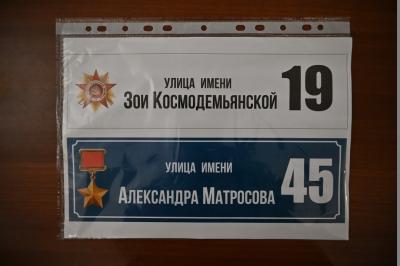 УЛИЦА ИМЕНИ
ЗОИ КОСМОДЕМЬЯНСКОЙ 19
УЛИЦА ИМЕНИ
АЛЕКСАНДРА МАТРОСОВА 45